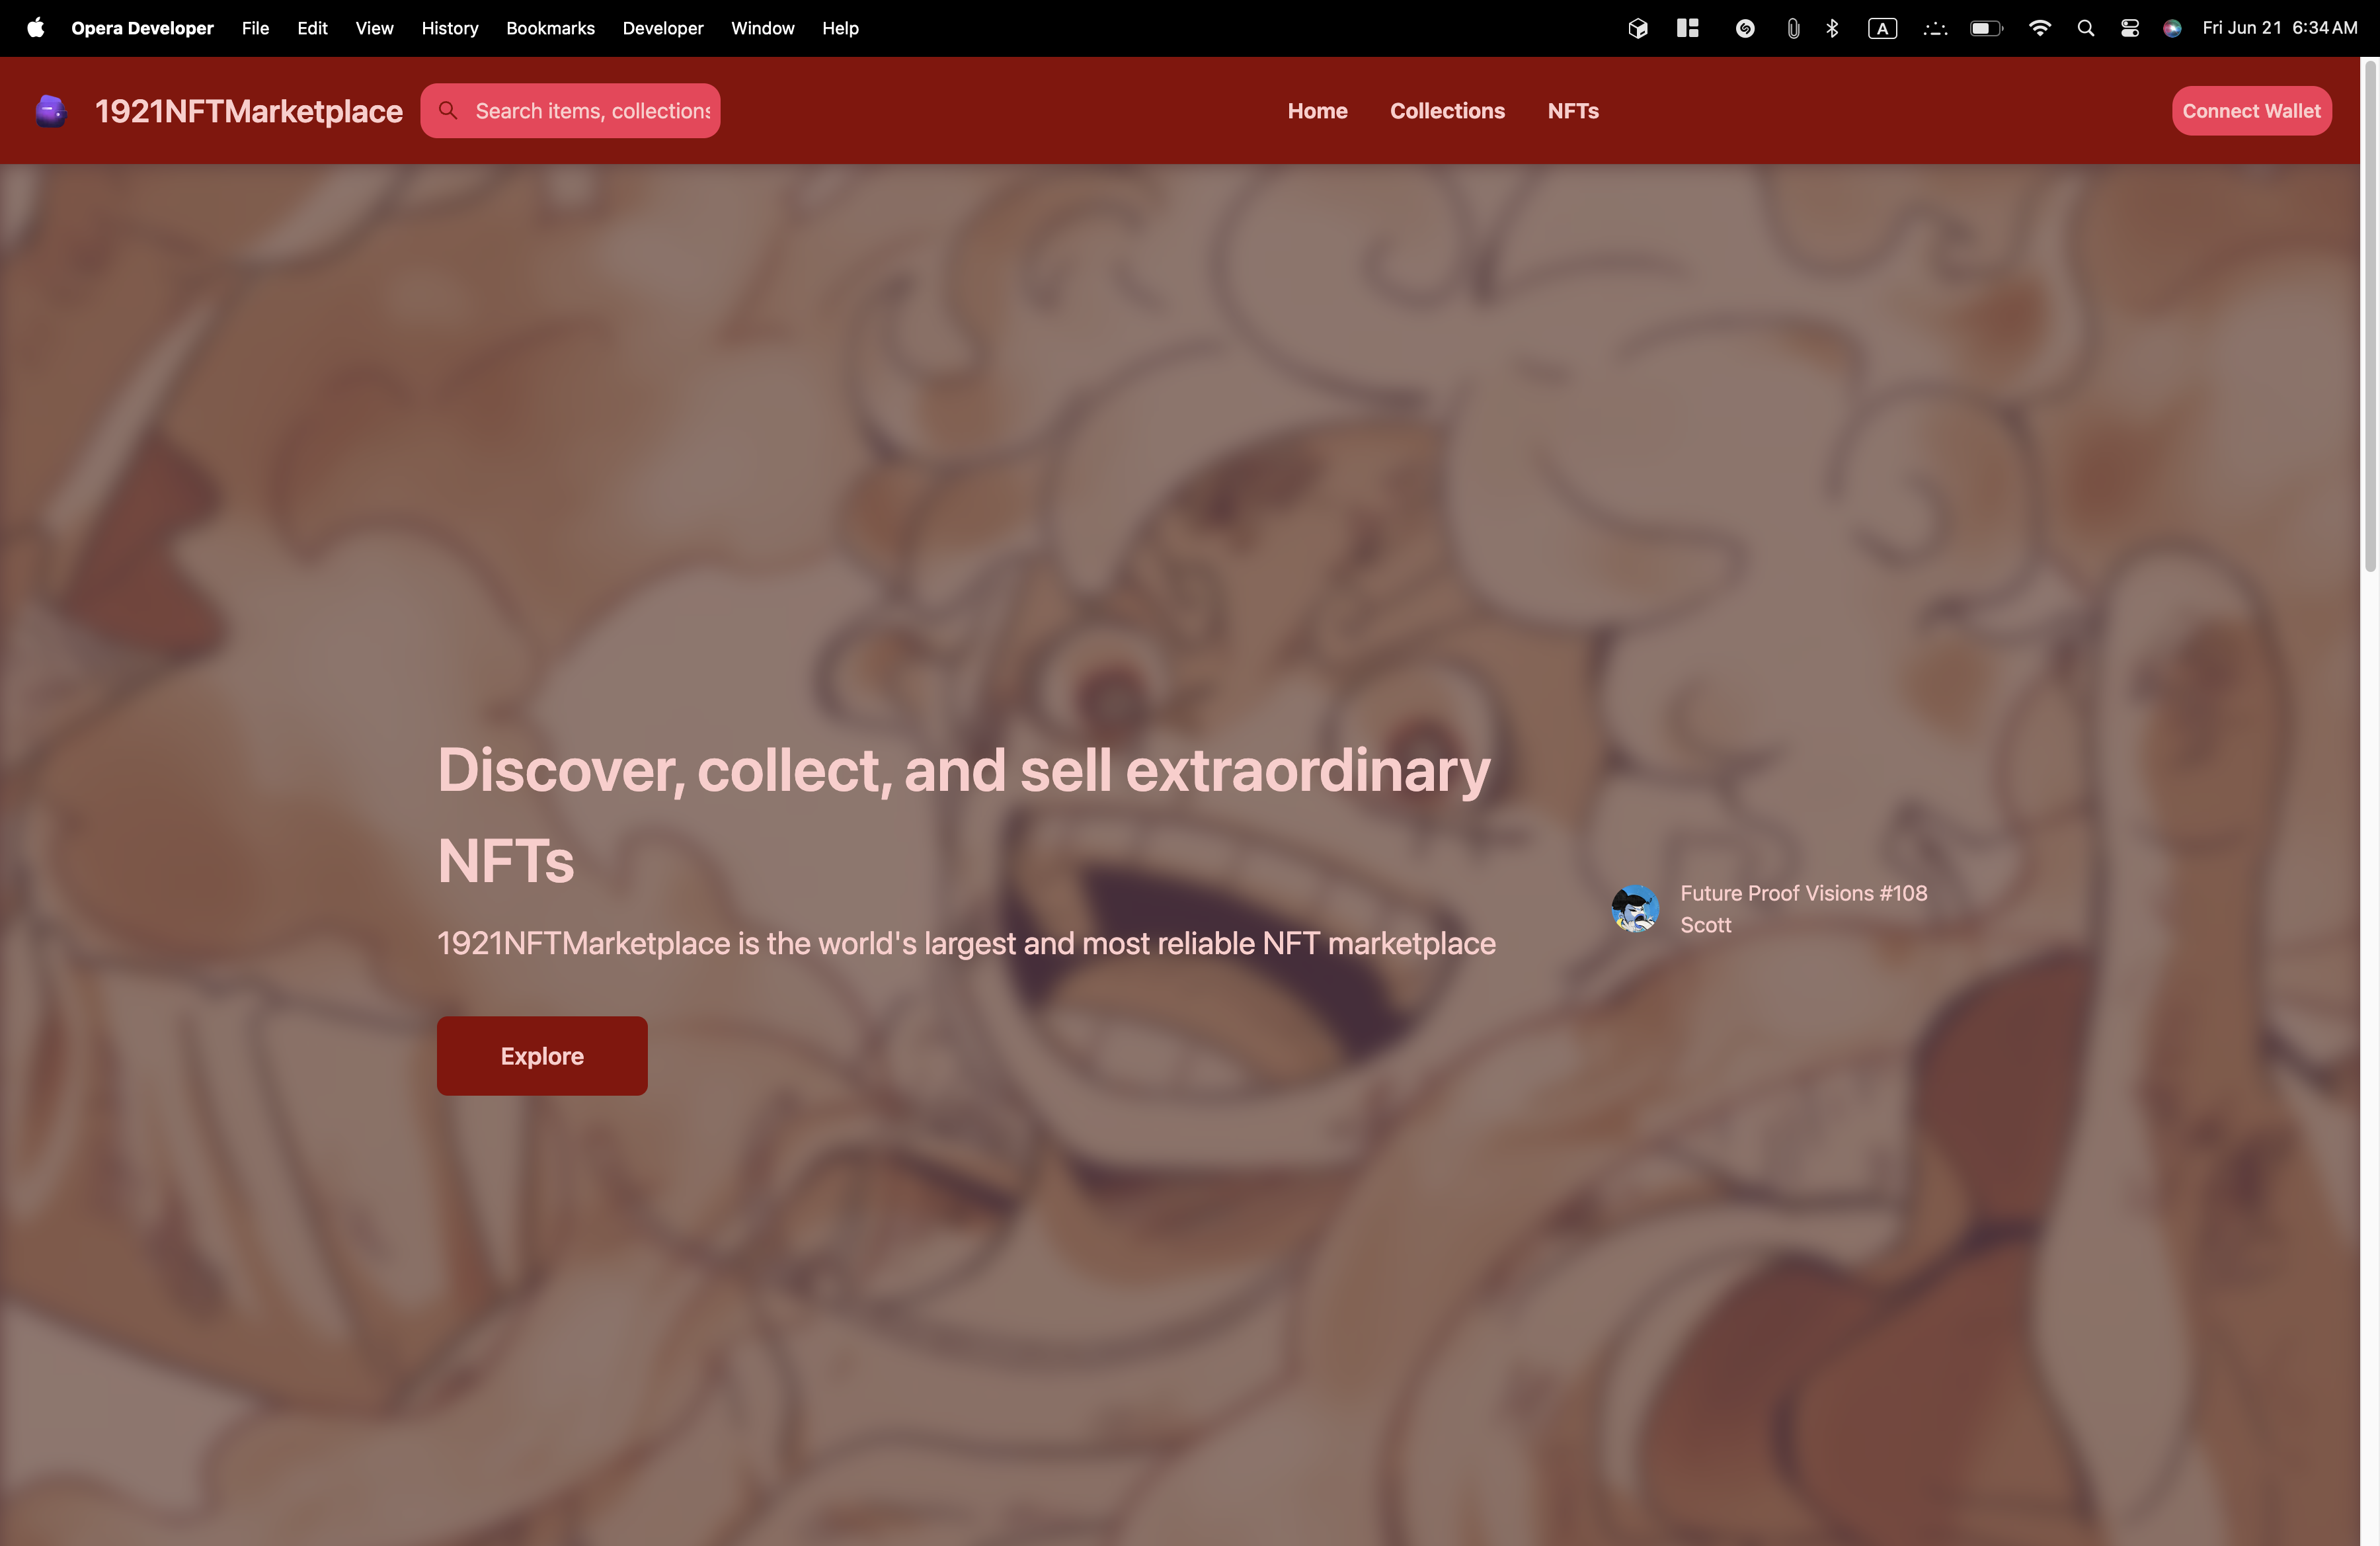 Opera Developer File Edit View History Bookmarks Developer Window Help A Fri Jun 21 6:34 AM
1921NFTMarketplace Search items, collections Home Collections NFTs Connect Wallet
Discover, collect, and sell extraordinary
NFTs
1921NFTMarketplace is the world's largest and most reliable NFT marketplace
Explore
Future Proof Visions #108
Scott